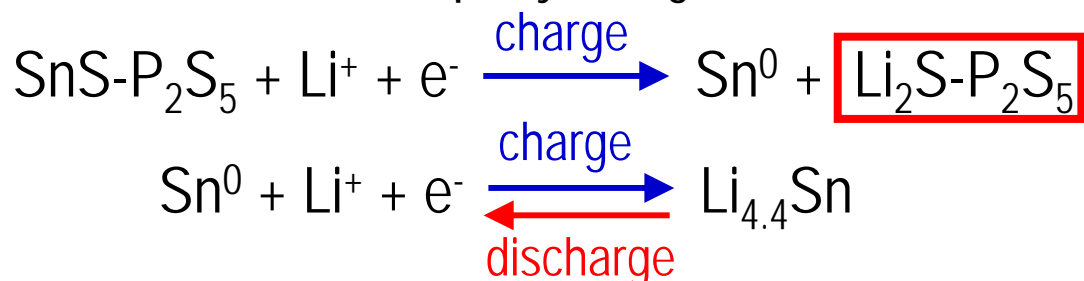 charge
SnS-P₂S₅ + Li⁺ + e⁻ → Sn⁰ + Li₂S-P₂S₅
charge
Sn⁰ + Li⁺ + e⁻ ⇄ Li₄.₄Sn
discharge